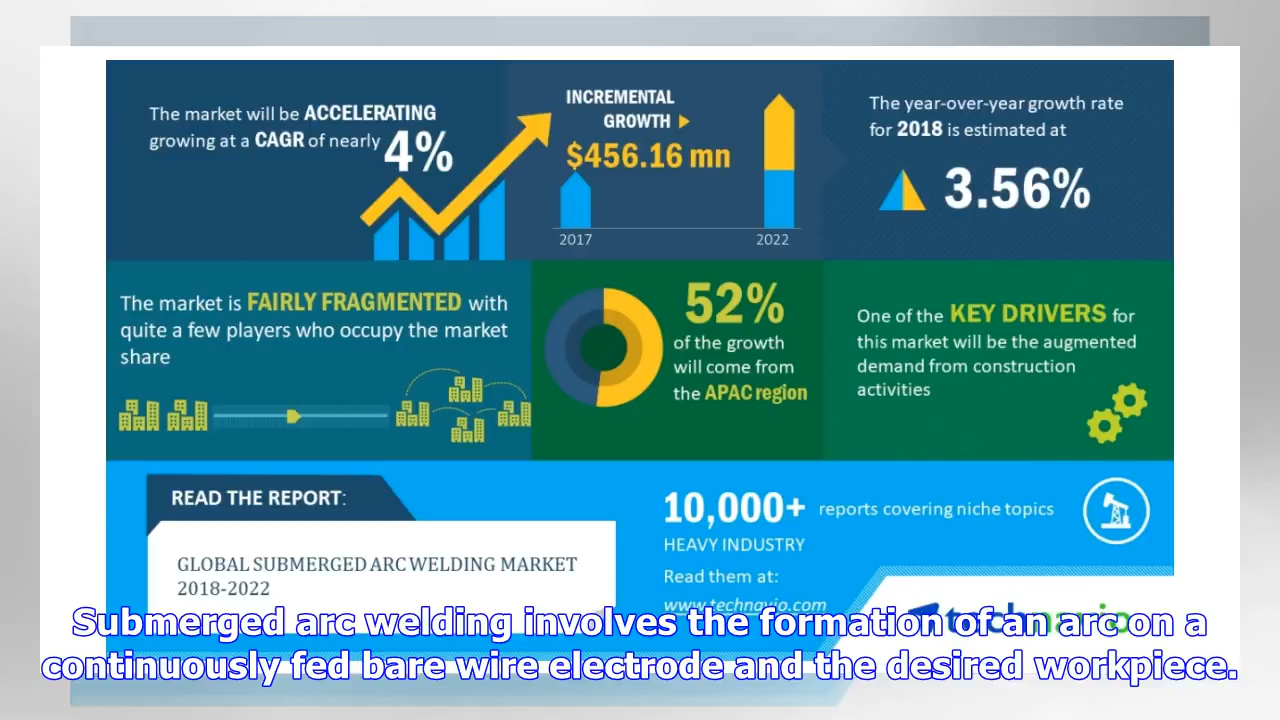 The market will be ACCELERATING
growing at a CAGR of nearly 4%
INCREMENTAL
GROWTH
$456.16 mn
2017
2022
The year-over-year growth rate
for 2018 is estimated at
3.56%
The market is FAIRLY FRAGMENTED with
quite a few players who occupy the market
share
52%
of the growth
will come from
the APAC region
One of the KEY DRIVERS for
this market will be the augmented
demand from construction
activities
READ THE REPORT:
GLOBAL SUBMERGED ARC WELDING MARKET
2018-2022
10,000+ reports covering niche topics
HEAVY INDUSTRY
Read them at:
www.technavio.com
technavio
Submerged arc welding involves the formation of an arc on a
continuously fed bare wire electrode and the desired workpiece.